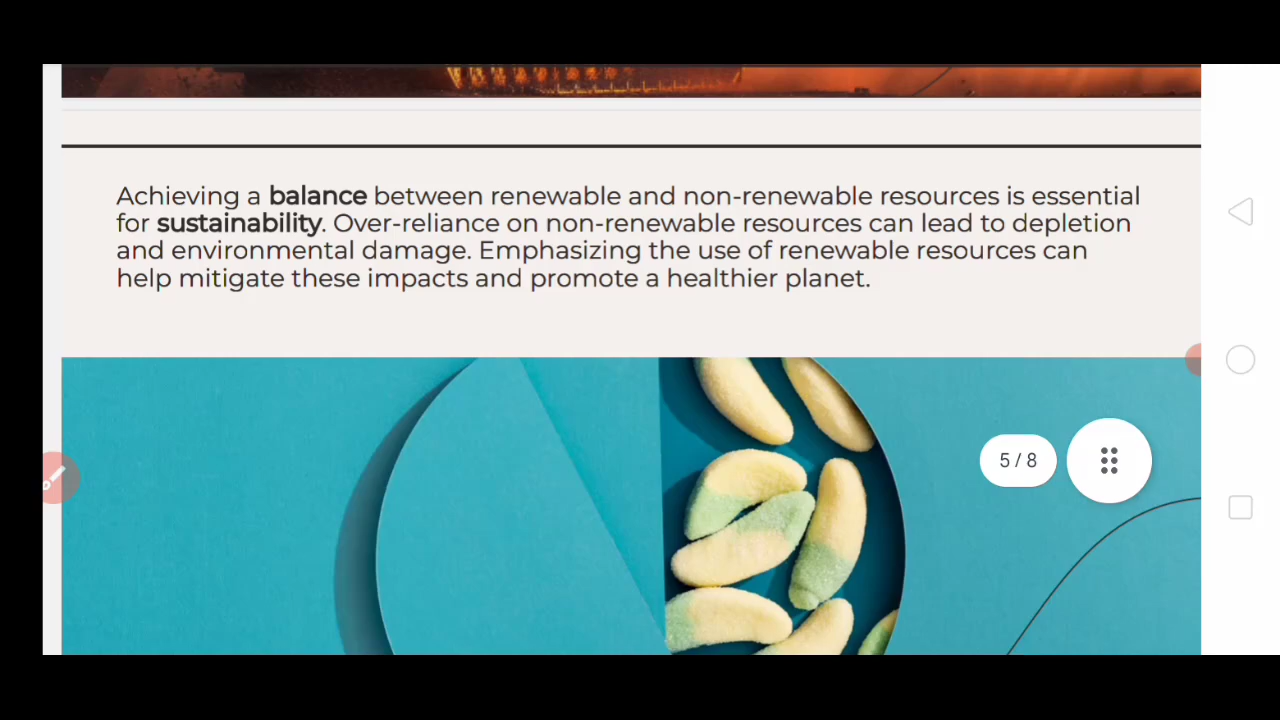 Achieving a balance between renewable and non-renewable resources is essential
for sustainability. Over-reliance on non-renewable resources can lead to depletion
and environmental damage. Emphasizing the use of renewable resources can
help mitigate these impacts and promote a healthier planet.
5 / 8